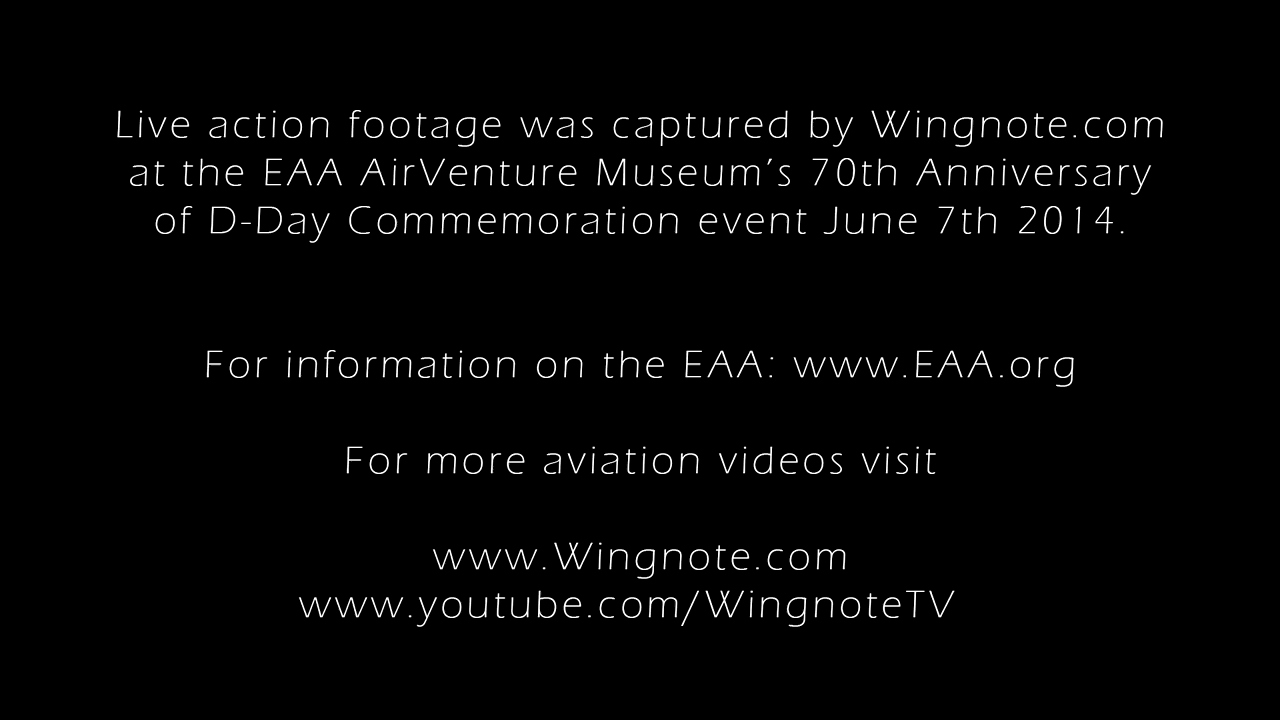 Live action footage was captured by Wingnote.com
at the EAA AirVenture Museum's 70th Anniversary
of D-Day Commemoration event June 7th 2014.
For information on the EAA: www.EAA.org
For more aviation videos visit
www.Wingnote.com
www.youtube.com/WingnoteTV